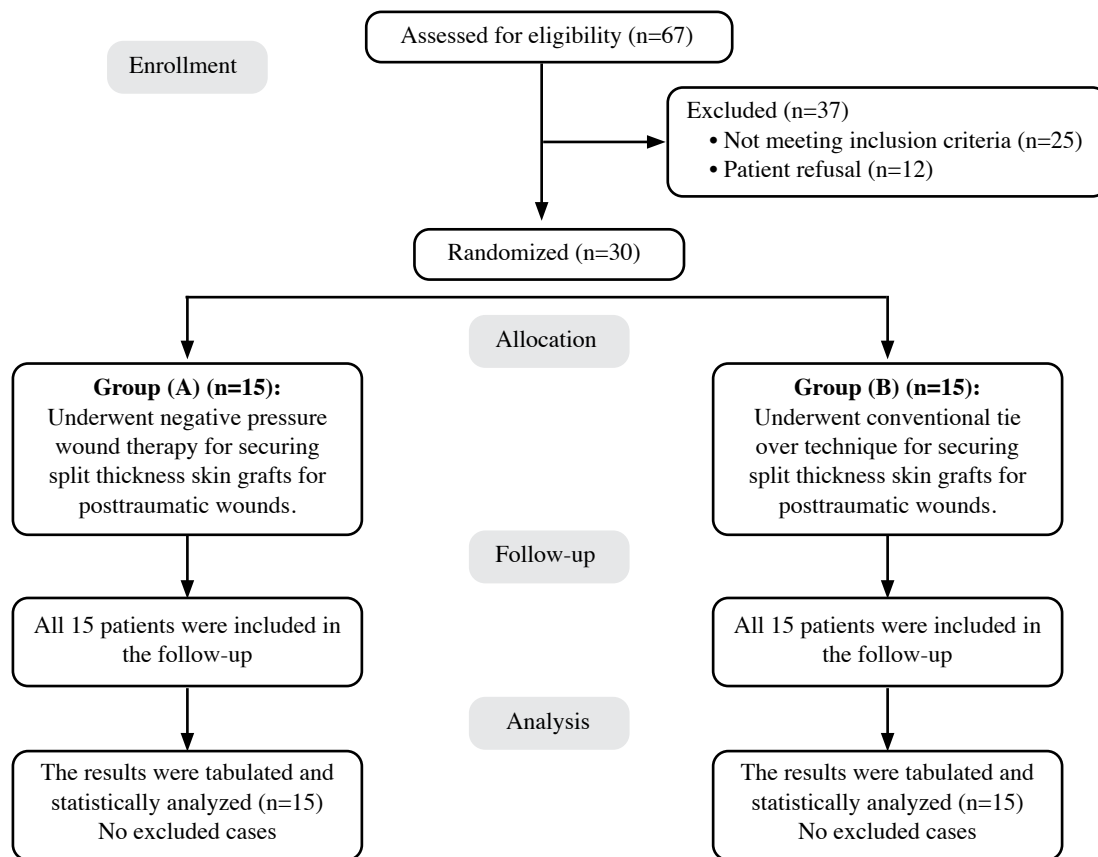 Assessed for eligibility (n=67)
Enrollment
Excluded (n=37)
• Not meeting inclusion criteria (n=25)
• Patient refusal (n=12)
Randomized (n=30)
Allocation
Group (A) (n=15):
Underwent negative pressure
wound therapy for securing
split thickness skin grafts for
posttraumatic wounds.
Group (B) (n=15):
Underwent conventional tie
over technique for securing
split thickness skin grafts for
posttraumatic wounds.
Follow-up
All 15 patients were included in
the follow-up
All 15 patients were included in
the follow-up
Analysis
The results were tabulated and
statistically analyzed (n=15)
No excluded cases
The results were tabulated and
statistically analyzed (n=15)
No excluded cases